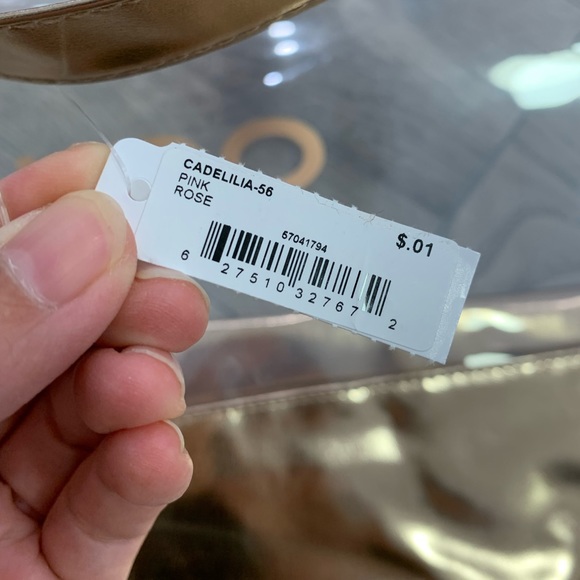 CADELILIA-56
PINK
ROSE
57041794
$.01
6 27510 32767 2